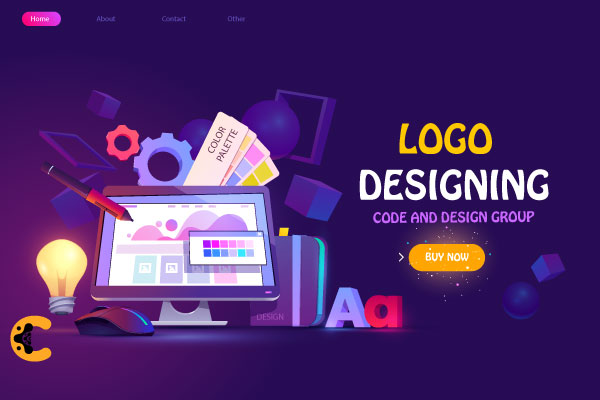 Home
About
Contact
Other
COLOR
PALETTE
LOGO
DESIGNING
CODE AND DESIGN GROUP
BUY NOW
DESIGN
Aa
C